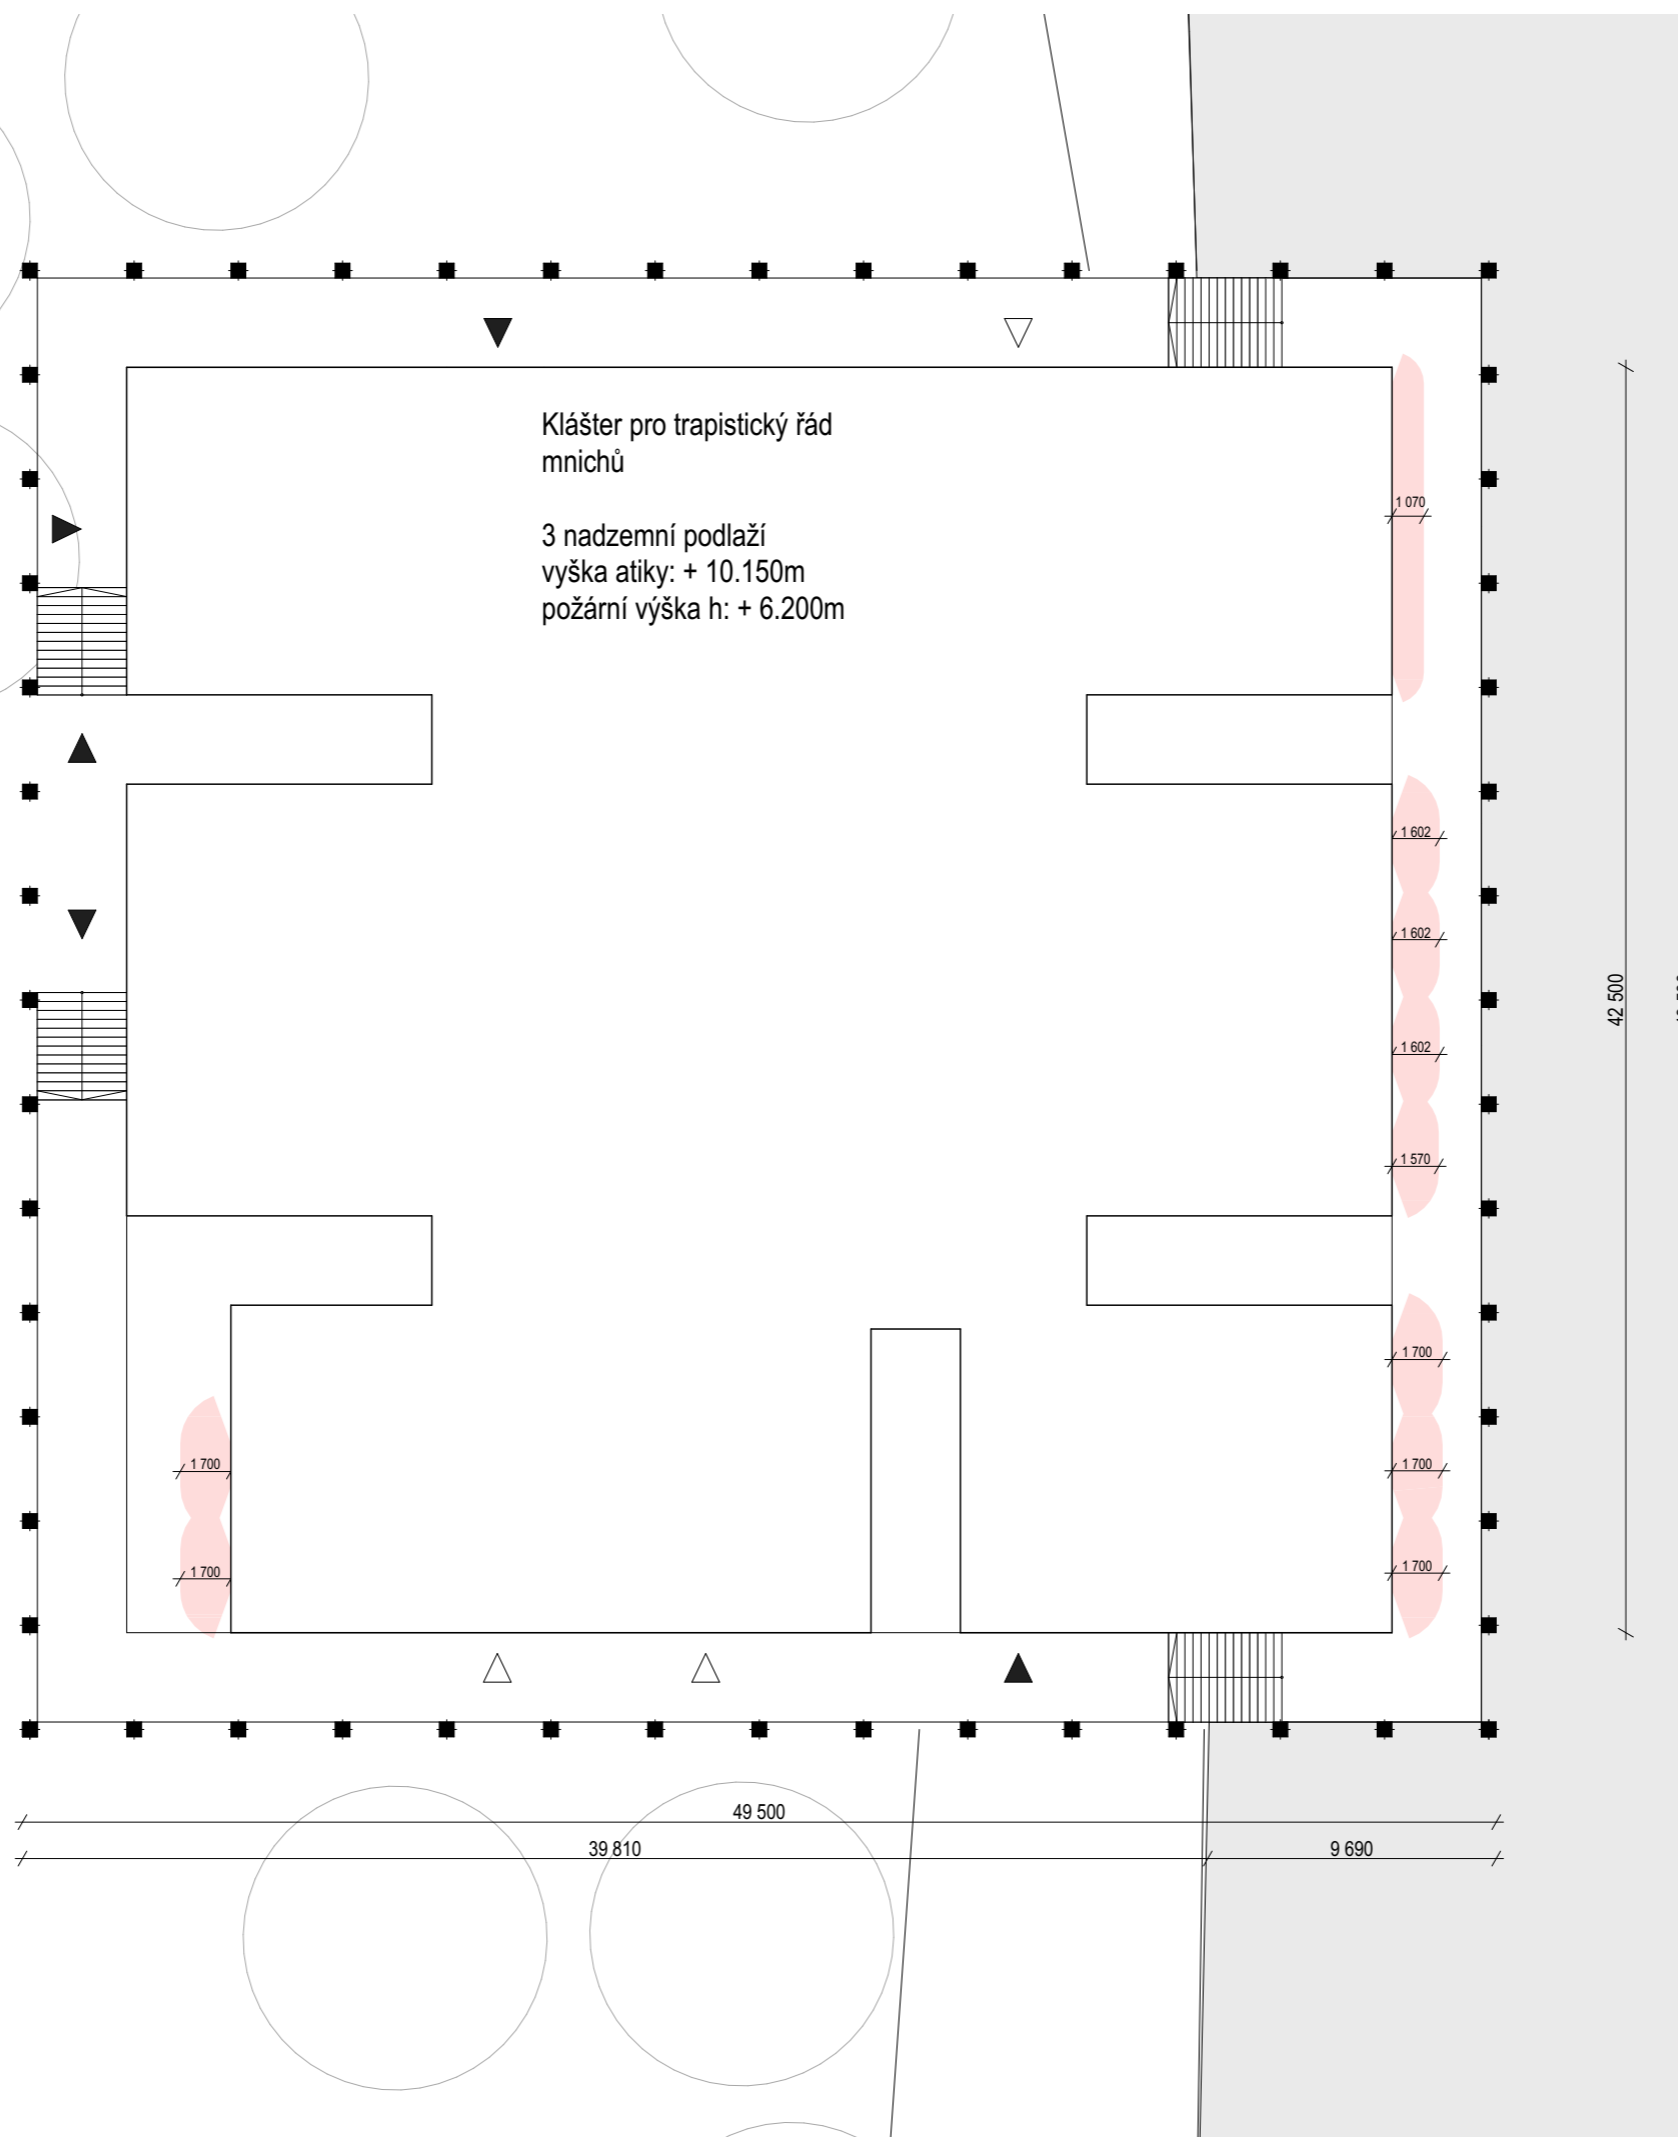 Klášter pro trapistický řád
mnichů
3 nadzemní podlaží
vyška atiky: + 10.150m
požární výška h: + 6.200m
1 070
1 602
1 602
42 500
1 602
1 570
1 700
1 700
1 700
1 700
1 700
49 500
39 810
9 690